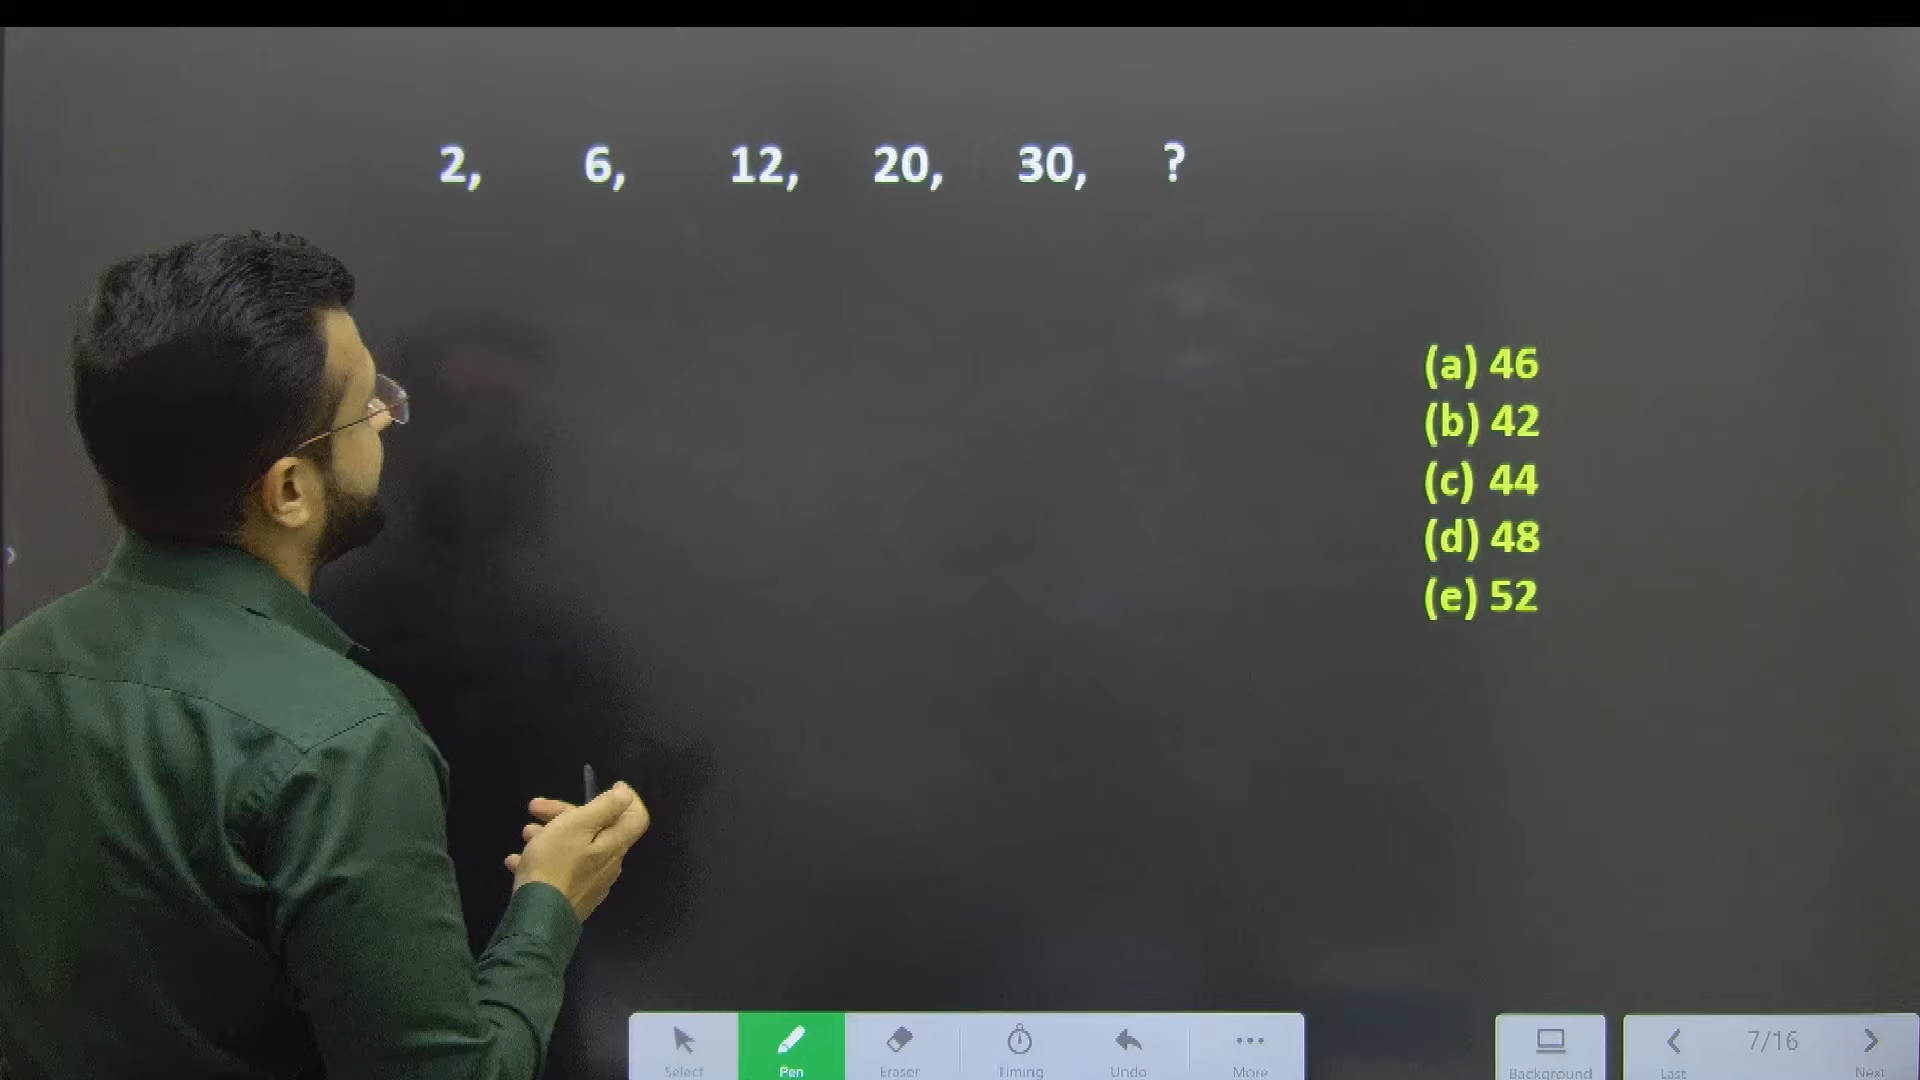 2, 6, 12, 20, 30, ?
(a) 46
(b) 42
(c) 44
(d) 48
(e) 52
Select Pen Eraser Timing Undo More Background Last 7/16 Next